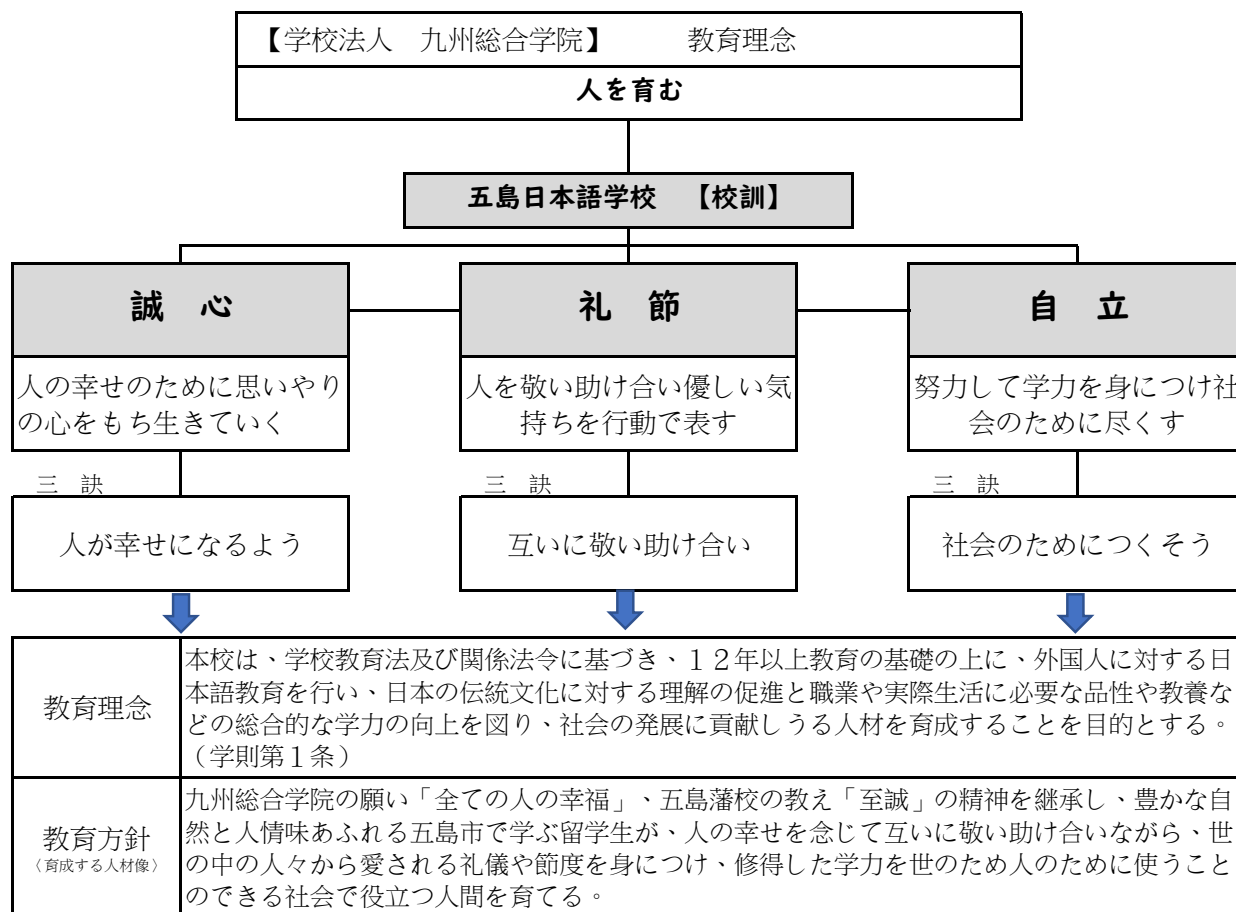 【学校法人　九州総合学院】　　　教育理念
人を育む
五島日本語学校　【校訓】
誠　心
礼　節
自　立
人の幸せのために思いやり
の心をもち生きていく
人を敬い助け合い優しい気
持ちを行動で表す
努力して学力を身につけ社
会のために尽くす
三　訣
三　訣
三　訣
人が幸せになるよう
互いに敬い助け合い
社会のためにつくそう
教育理念
本校は、学校教育法及び関係法令に基づき、１２年以上教育の基礎の上に、外国人に対する日
本語教育を行い、日本の伝統文化に対する理解の促進と職業や実際生活に必要な品性や教養な
どの総合的な学力の向上を図り、社会の発展に貢献しうる人材を育成することを目的とする。
（学則第１条）
教育方針
〈育成する人材像〉
九州総合学院の願い「全ての人の幸福」、五島藩校の教え「至誠」の精神を継承し、豊かな自
然と人情味あふれる五島市で学ぶ留学生が、人の幸せを念じて互いに敬い助け合いながら、世
の中の人々から愛される礼儀や節度を身につけ、修得した学力を世のため人のために使うこと
のできる社会で役立つ人間を育てる。